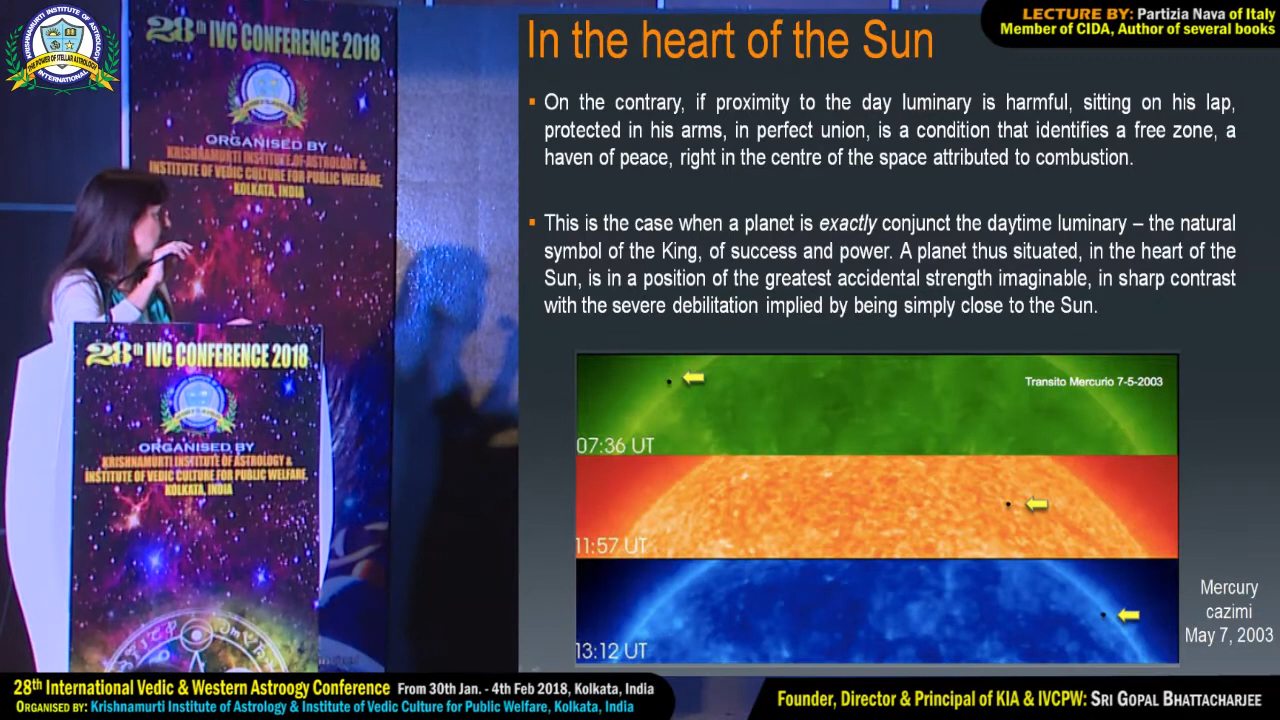 KRISHNAMURTI INSTITUTE OF ASTROLOGY
THE POWER OF STELLAR ASTROLOGY
INTERNATIONAL
28th IVC CONFERENCE 2018
ORGANISED BY
KRISHNAMURTI INSTITUTE OF ASTROLOGY &
INSTITUTE OF VEDIC CULTURE FOR PUBLIC WELFARE,
KOLKATA, INDIA
28th IVC CONFERENCE 2018
ORGANISED BY
KRISHNAMURTI INSTITUTE OF ASTROLOGY &
INSTITUTE OF VEDIC CULTURE FOR PUBLIC WELFARE,
KOLKATA, INDIA
LECTURE BY: Partizia Nava of Italy
Member of CIDA, Author of several books
In the heart of the Sun
▪ On the contrary, if proximity to the day luminary is harmful, sitting on his lap,
protected in his arms, in perfect union, is a condition that identifies a free zone, a
haven of peace, right in the centre of the space attributed to combustion.
▪ This is the case when a planet is exactly conjunct the daytime luminary – the natural
symbol of the King, of success and power. A planet thus situated, in the heart of the
Sun, is in a position of the greatest accidental strength imaginable, in sharp contrast
with the severe debilitation implied by being simply close to the Sun.
Transito Mercurio 7-5-2003
07:36 UT
11:57 UT
13:12 UT
Mercury
cazimi
May 7, 2003
28th International Vedic & Western Astroogy Conference From 30th Jan. - 4th Feb 2018, Kolkata, India
ORGANISED BY: Krishnamurti Institute of Astrology & Institute of Vedic Culture for Public Welfare, Kolkata, India
Founder, Director & Principal of KIA & IVCPW: SRI GOPAL BHATTACHARJEE